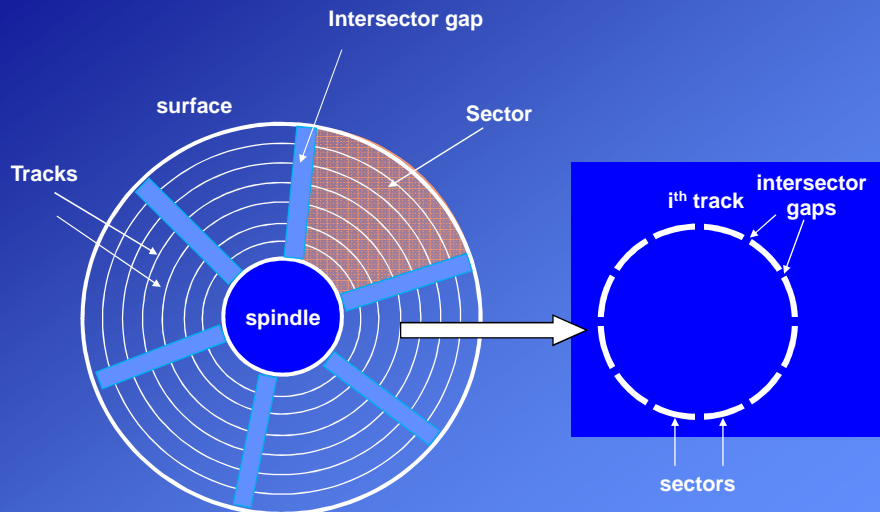 Intersector gap
surface
Sector
Tracks
spindle
iᵗʰ track
intersector
gaps
sectors